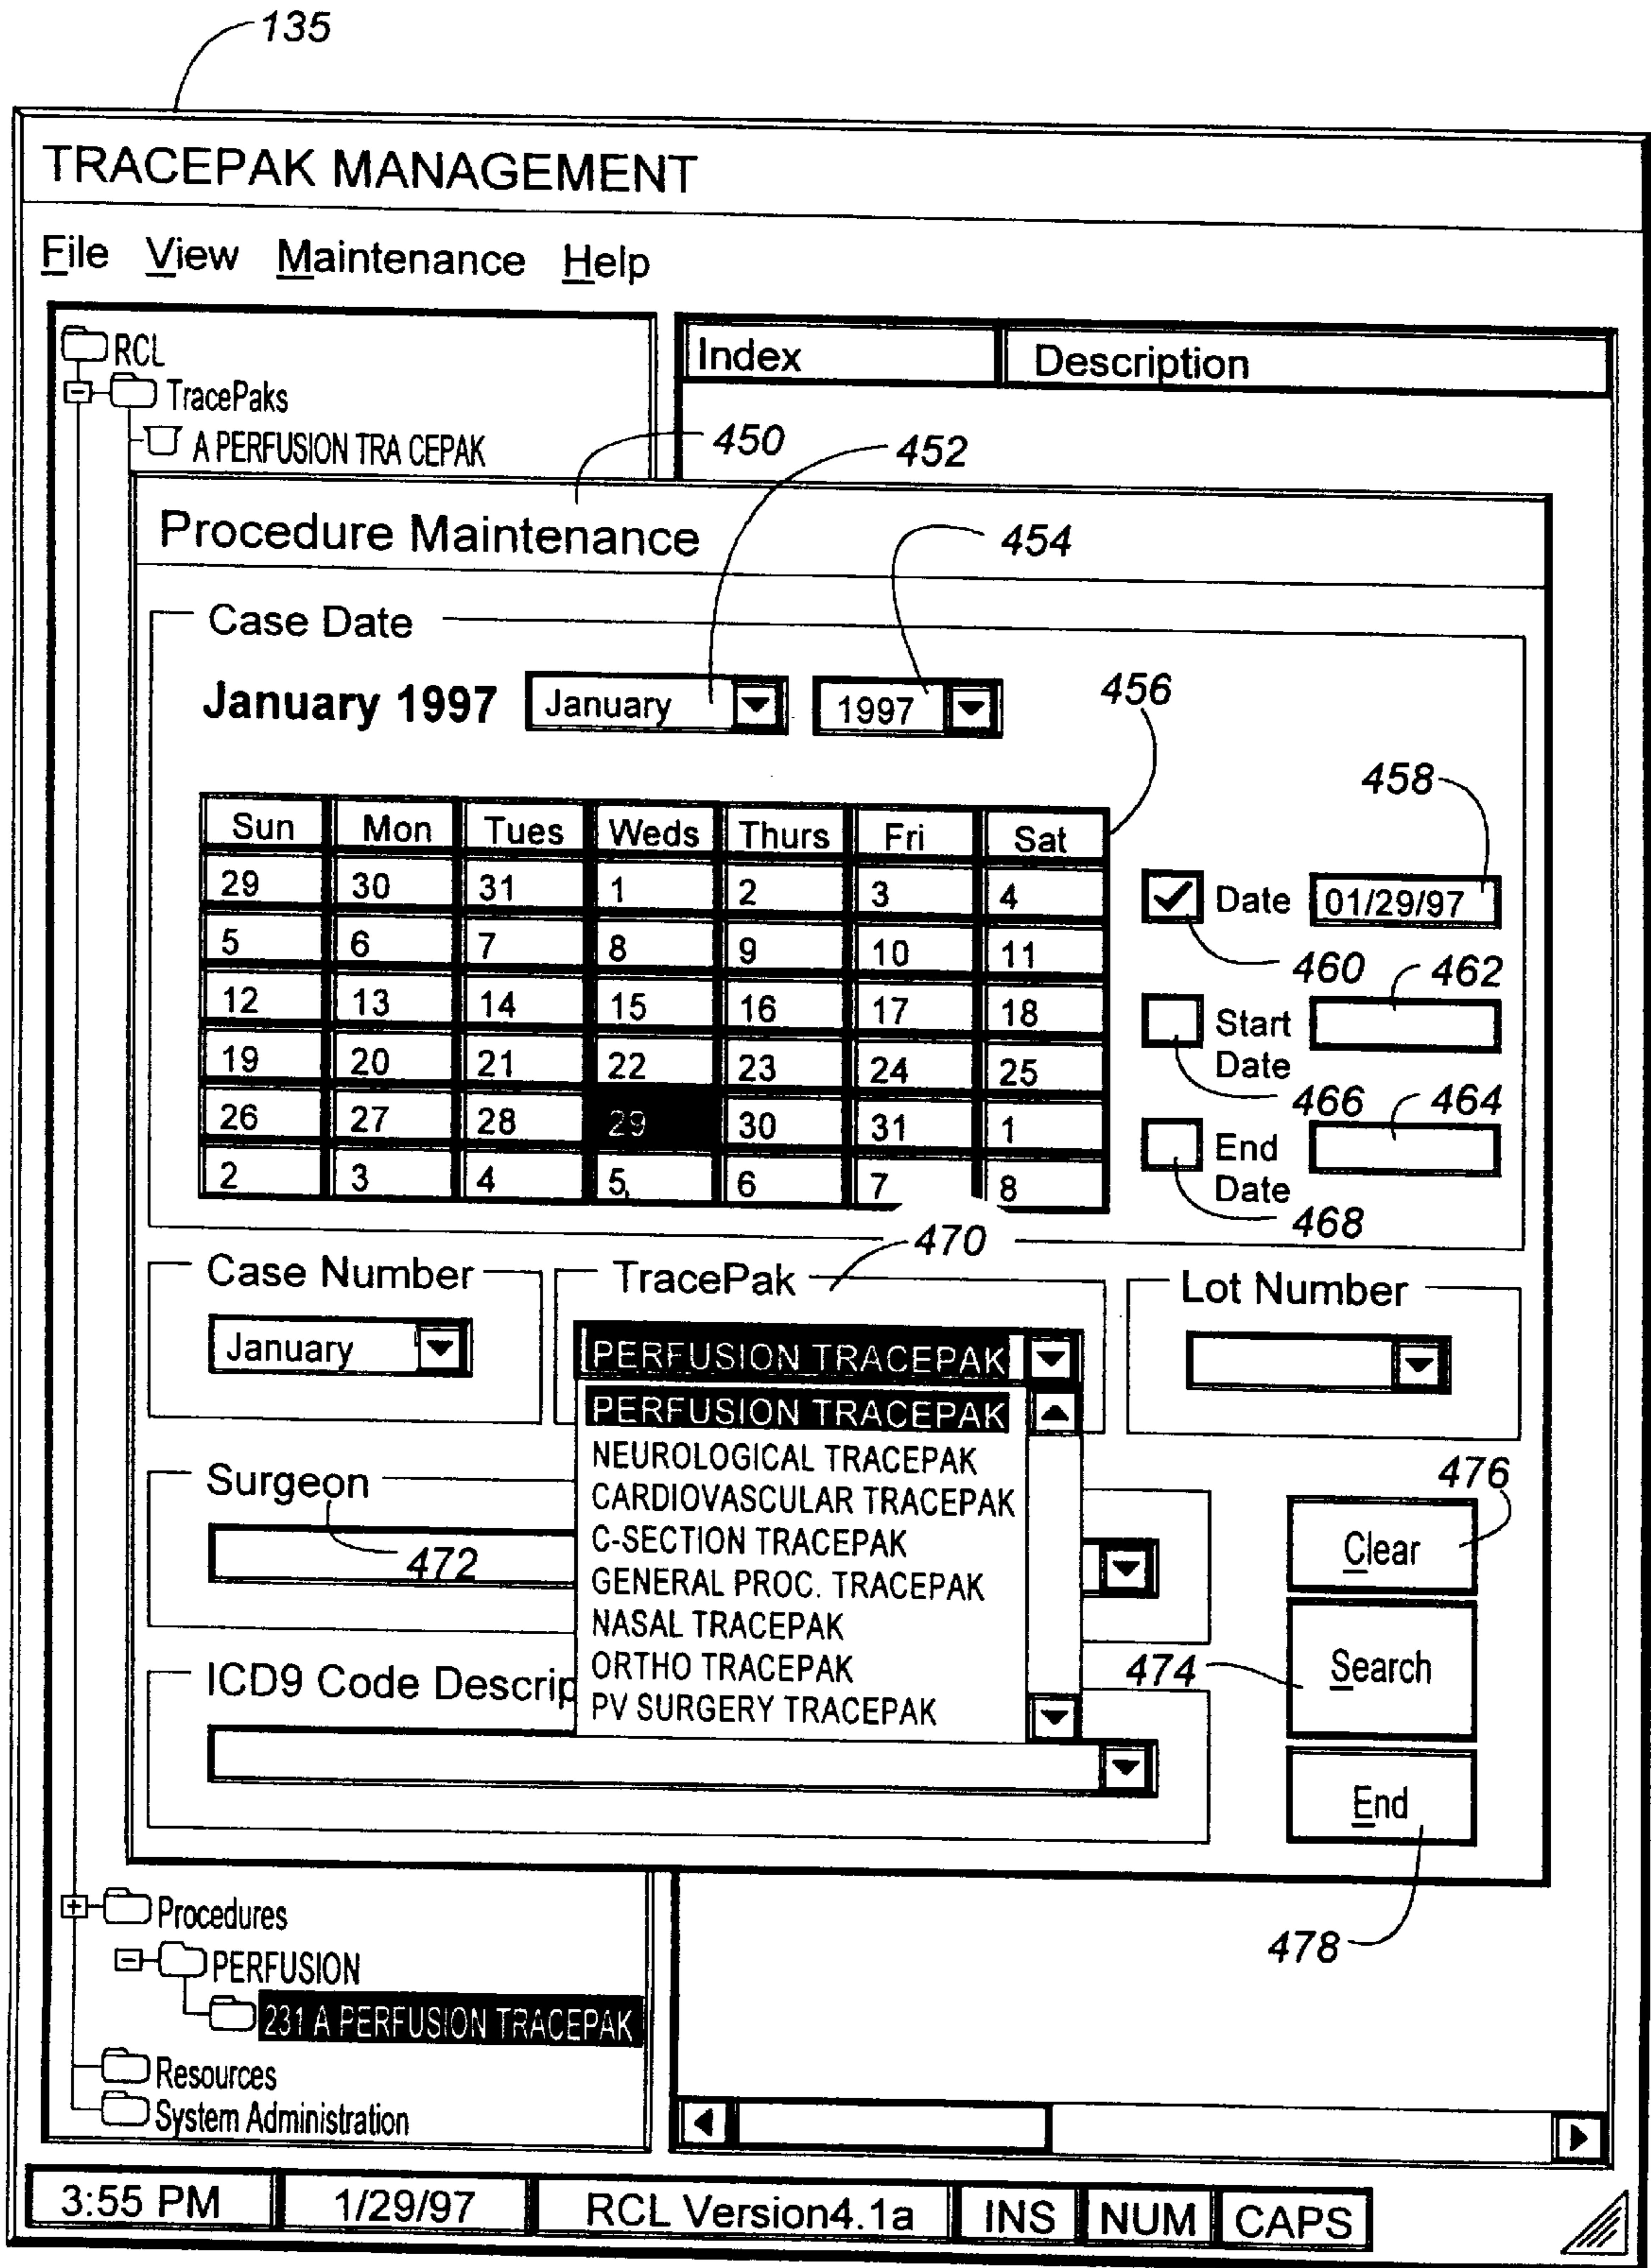 135
TRACEPAK MANAGEMENT
File View Maintenance Help
RCL
TracePaks
A PERFUSION TRA CEPAK
Index Description
450 452
Procedure Maintenance
454
Case Date
January 1997 January 1997
456
458
Sun Mon Tues Weds Thurs Fri Sat
29 30 31 1 2 3 4
5 6 7 8 9 10 11
12 13 14 15 16 17 18
19 20 21 22 23 24 25
26 27 28 29 30 31 1
2 3 4 5 6 7 8
Date 01/29/97
460 462
Start
Date
466 464
End
Date
468
470
Case Number TracePak Lot Number
January PERFUSION TRACEPAK
PERFUSION TRACEPAK
NEUROLOGICAL TRACEPAK
CARDIOVASCULAR TRACEPAK
C-SECTION TRACEPAK
GENERAL PROC. TRACEPAK
NASAL TRACEPAK
ORTHO TRACEPAK
PV SURGERY TRACEPAK
Surgeon
472
476
Clear
474
Search
ICD9 Code Descrip
End
478
Procedures
PERFUSION
231 A PERFUSION TRACEPAK
Resources
System Administration
3:55 PM 1/29/97 RCL Version4.1a INS NUM CAPS